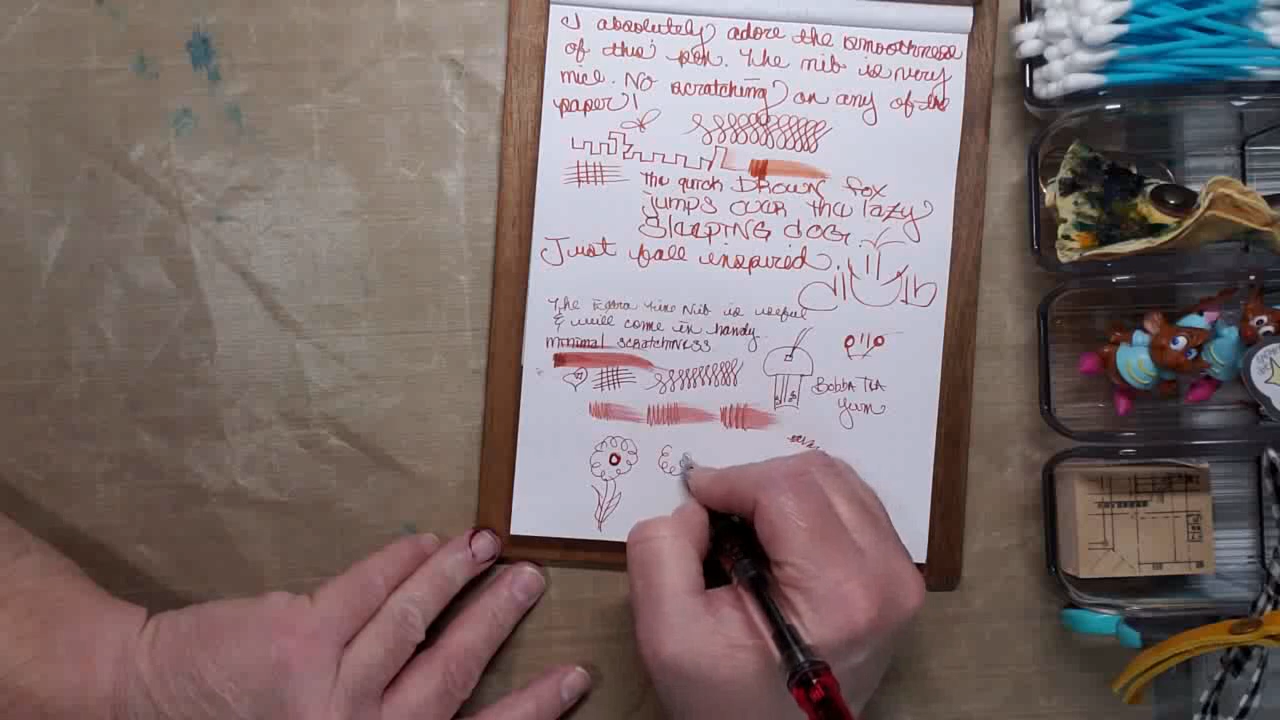 I absolutely adore the smoothness
of this pen. The nib is very
nice. No scratching on any of the
paper!
The quick brown fox
jumps over the lazy
Sleeping dog.
Just fall inspired
The Extra Fine Nib is useful
& will come in handy.
minimal scratchiness
Bobba Tea
Yum